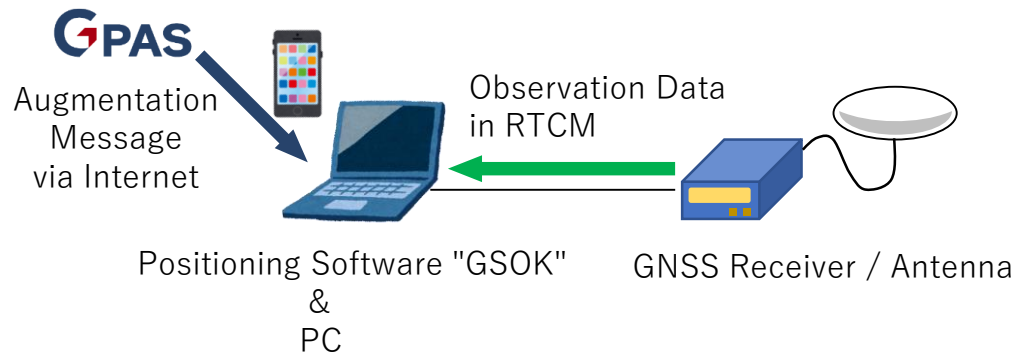 GPAS
Augmentation
Message
via Internet
Observation Data
in RTCM
Positioning Software "GSOK"
&
PC
GNSS Receiver / Antenna